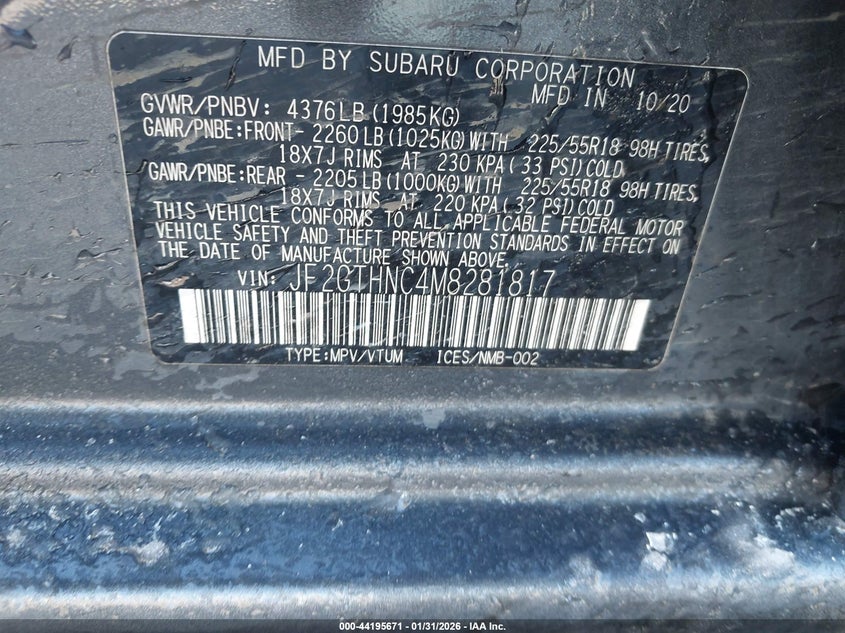 MFD BY SUBARU CORPORATION
MFD IN 10/20
GVWR/PNBV: 4376LB(1985KG)
GAWR/PNBE:FRONT-2260LB(1025KG)WITH 225/55R18 98H TIRES,
18X7J RIMS AT 230 KPA(33 PSI)COLD
GAWR/PNBE:REAR -2205LB(1000KG)WITH 225/55R18 98H TIRES,
18X7J RIMS AT 220 KPA(32 PSI)COLD
THIS VEHICLE CONFORMS TO ALL APPLICABLE FEDERAL MOTOR
VEHICLE SAFETY AND THEFT PREVENTION STANDARDS IN EFFECT ON
THE DATE OF MANUFACTURE SHOWN ABOVE.
VIN: JF2GTHNC4M8281817
TYPE:MPV/VTUM ICES/NMB-002
000-44195671 - 01/31/2026 - IAA Inc.